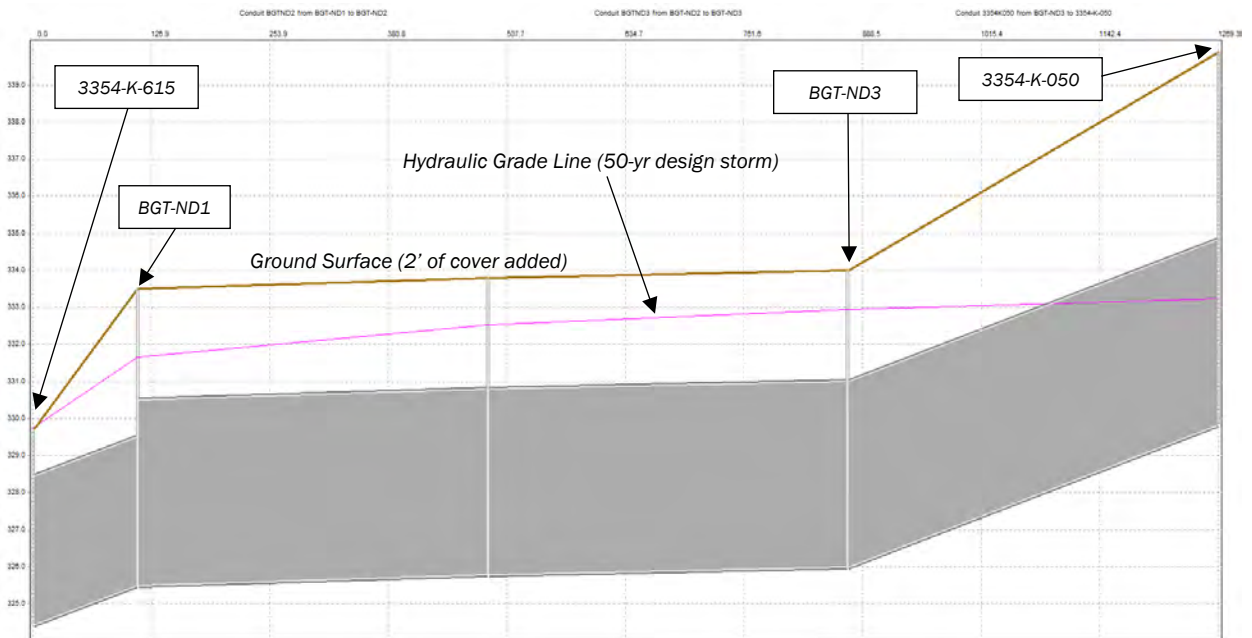 Conduit BGTND2 from BGT-ND1 to BGT-ND2
Conduit BGTND3 from BGT-ND2 to BGT-ND3
Conduit 3354K050 from BGT-ND3 to 3354-K-050
0.0 126.9 253.9 380.8 507.7 634.7 761.6 888.5 1015.4 1142.4 1269.38
3354-K-615
BGT-ND3
3354-K-050
Hydraulic Grade Line (50-yr design storm)
BGT-ND1
Ground Surface (2' of cover added)
339.0
338.0
337.0
336.0
335.0
334.0
333.0
332.0
331.0
330.0
329.0
328.0
327.0
326.0
325.0